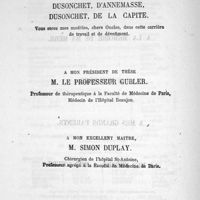 DUSONCHET, D'ANNEMASSE,
DUSONCHET, DE LA CAPITE.
Vous serez mes modèles, chers Oncles, dans cette carrière
de travail et de dévouement.
A MON PRÉSIDENT DE THÈSE
M. LE PROFESSEUR GUBLER.
Professeur de thérapeutique à la Faculté de Médecine de Paris,
Médecin de l'Hôpital Beaujon.
A MON EXCELLENT MAITRE,
M. SIMON DUPLAY.
Chirurgien de l'hôpital St-Antoine,
Professeur agrégé à la Faculté de Médecine de Paris.